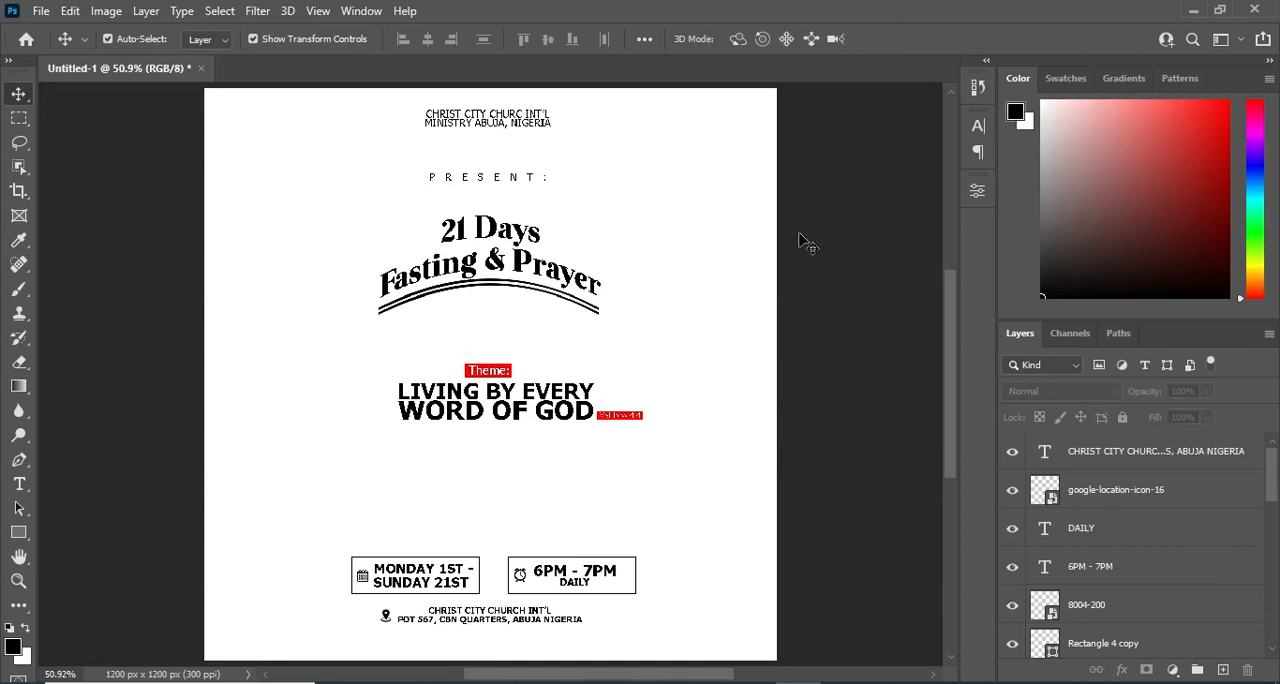 Ps File Edit Image Layer Type Select Filter 3D View Window Help
Auto-Select: Layer Show Transform Controls 3D Mode:
Untitled-1 @ 50.9% (RGB/8) *
Color Swatches Gradients Patterns
CHRIST CITY CHURC INT'L
MINISTRY ABUJA, NIGERIA
PRESENT:
21 Days
Fasting & Prayer
Theme:
LIVING BY EVERY
WORD OF GOD
MONDAY 1ST -
SUNDAY 21ST
6PM - 7PM
DAILY
CHRIST CITY CHURCH INT'L
POT 567, CBN QUARTERS, ABUJA NIGERIA
Layers Channels Paths
Kind
Normal Opacity: 100%
Lock: Fill: 100%
CHRIST CITY CHURC...S, ABUJA NIGERIA
google-location-icon-16
DAILY
6PM - 7PM
8004-200
Rectangle 4 copy
50.92% 1200 px x 1200 px (300 ppi)